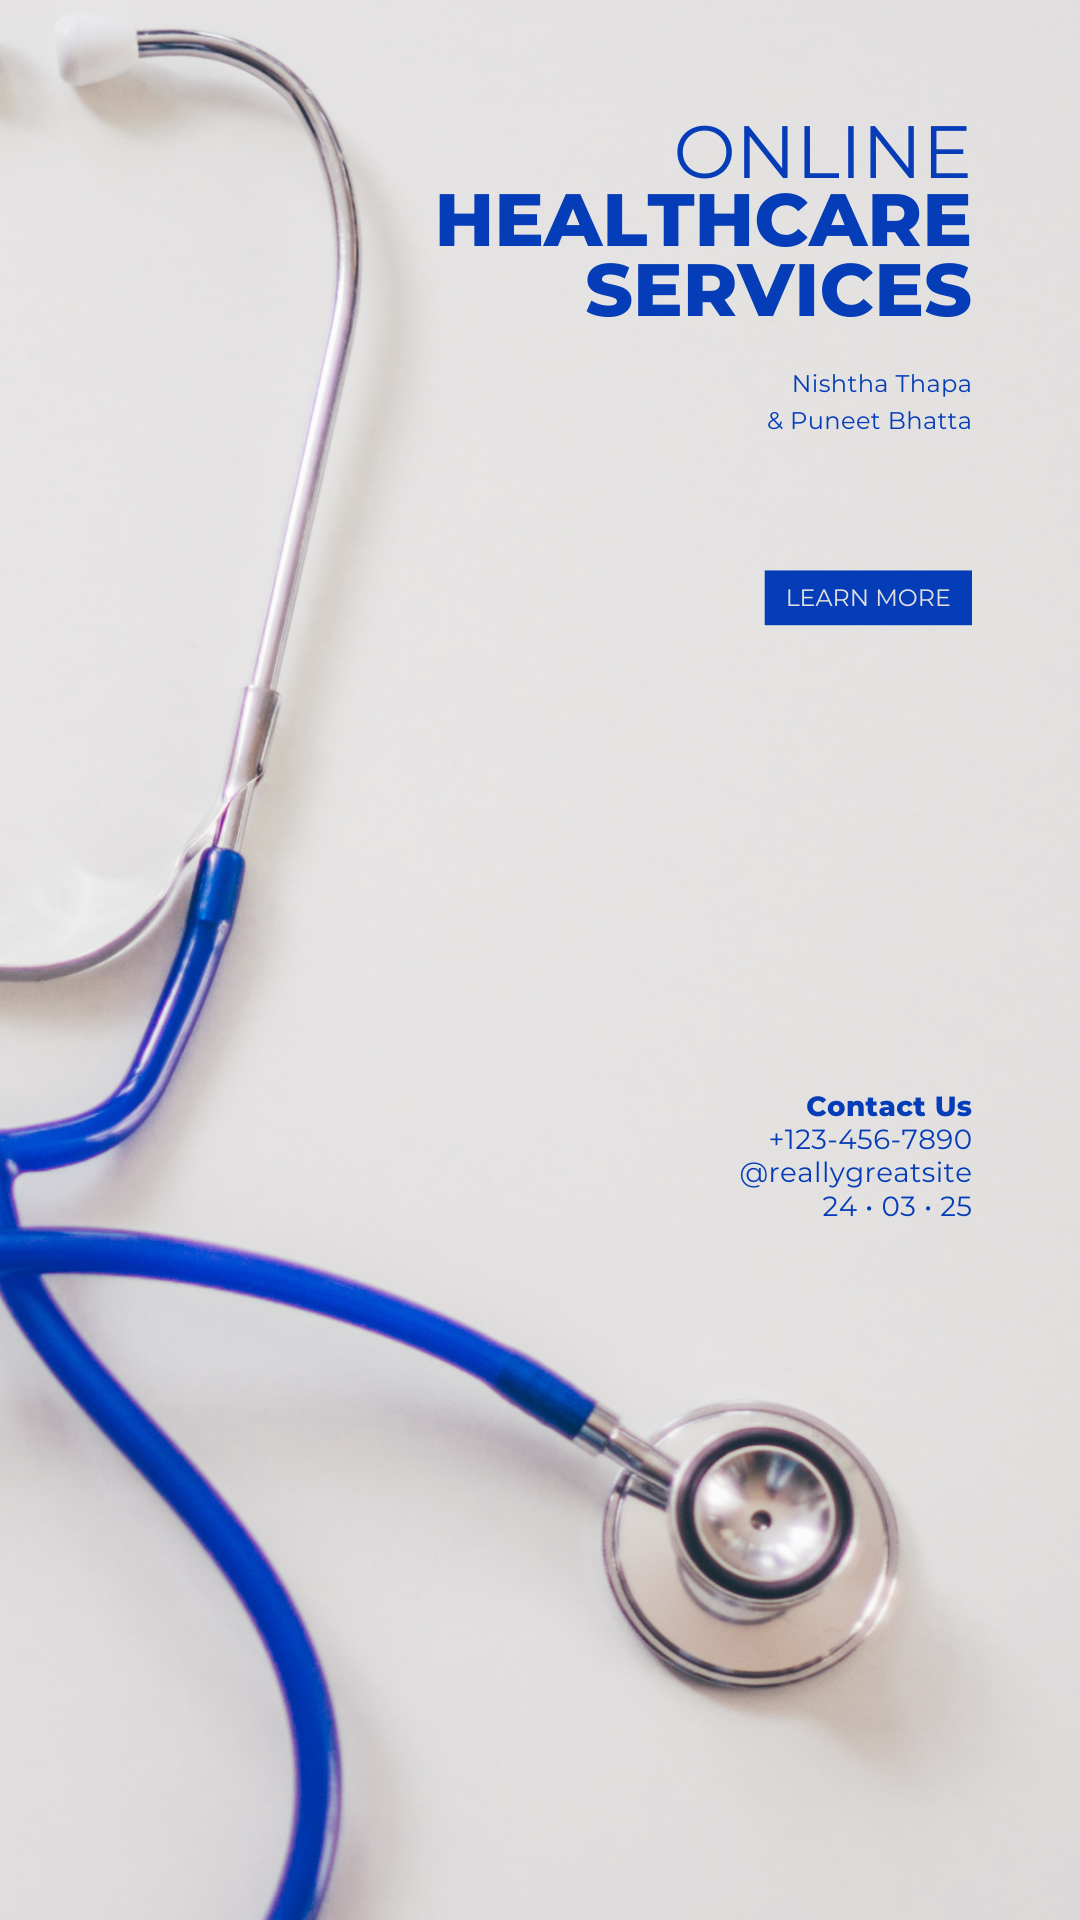 ONLINE
HEALTHCARE
SERVICES
Nishtha Thapa
& Puneet Bhatta
LEARN MORE
Contact Us
+123-456-7890
@reallygreatsite
24 • 03 • 25